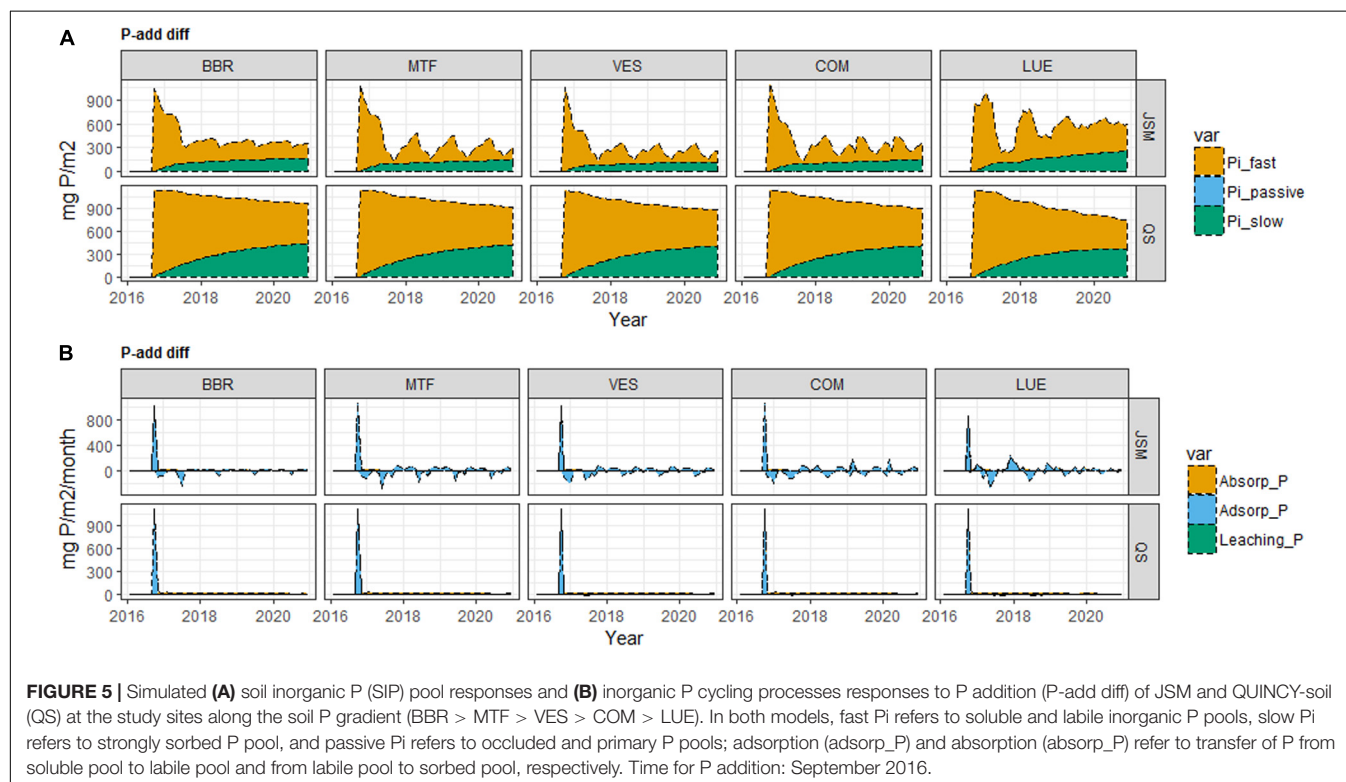 A
P-add diff
BBR MTF VES COM LUE
900
600
300
0
JSM
900
600
300
0
QS
mg P/m2
2016 2018 2020 2016 2018 2020 2016 2018 2020 2016 2018 2020 2016 2018 2020
Year
var
Pi_fast
Pi_passive
Pi_slow
B
P-add diff
BBR MTF VES COM LUE
800
400
0
JSM
900
600
300
0
QS
mg P/m2/month
2016 2018 2020 2016 2018 2020 2016 2018 2020 2016 2018 2020 2016 2018 2020
Year
var
Absorp_P
Adsorp_P
Leaching_P
FIGURE 5 | Simulated (A) soil inorganic P (SIP) pool responses and (B) inorganic P cycling processes responses to P addition (P-add diff) of JSM and QUINCY-soil
(QS) at the study sites along the soil P gradient (BBR > MTF > VES > COM > LUE). In both models, fast Pi refers to soluble and labile inorganic P pools, slow Pi
refers to strongly sorbed P pool, and passive Pi refers to occluded and primary P pools; adsorption (adsorp_P) and absorption (absorp_P) refer to transfer of P from
soluble pool to labile pool and from labile pool to sorbed pool, respectively. Time for P addition: September 2016.